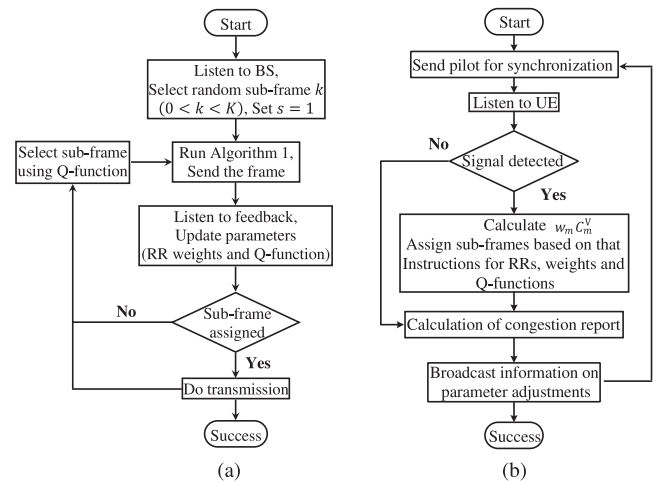 Start
Listen to BS,
Select random sub-frame k
(0 < k < K), Set s = 1
Select sub-frame
using Q-function
Run Algorithm 1,
Send the frame
Listen to feedback,
Update parameters
(RR weights and Q-function)
No
Sub-frame
assigned
Yes
Do transmission
Success
(a)
Start
Send pilot for synchronization
Listen to UE
No
Signal detected
Yes
Calculate w_m C_m^V
Assign sub-frames based on that
Instructions for RRs, weights and
Q-functions
Calculation of congestion report
Broadcast information on
parameter adjustments
Success
(b)